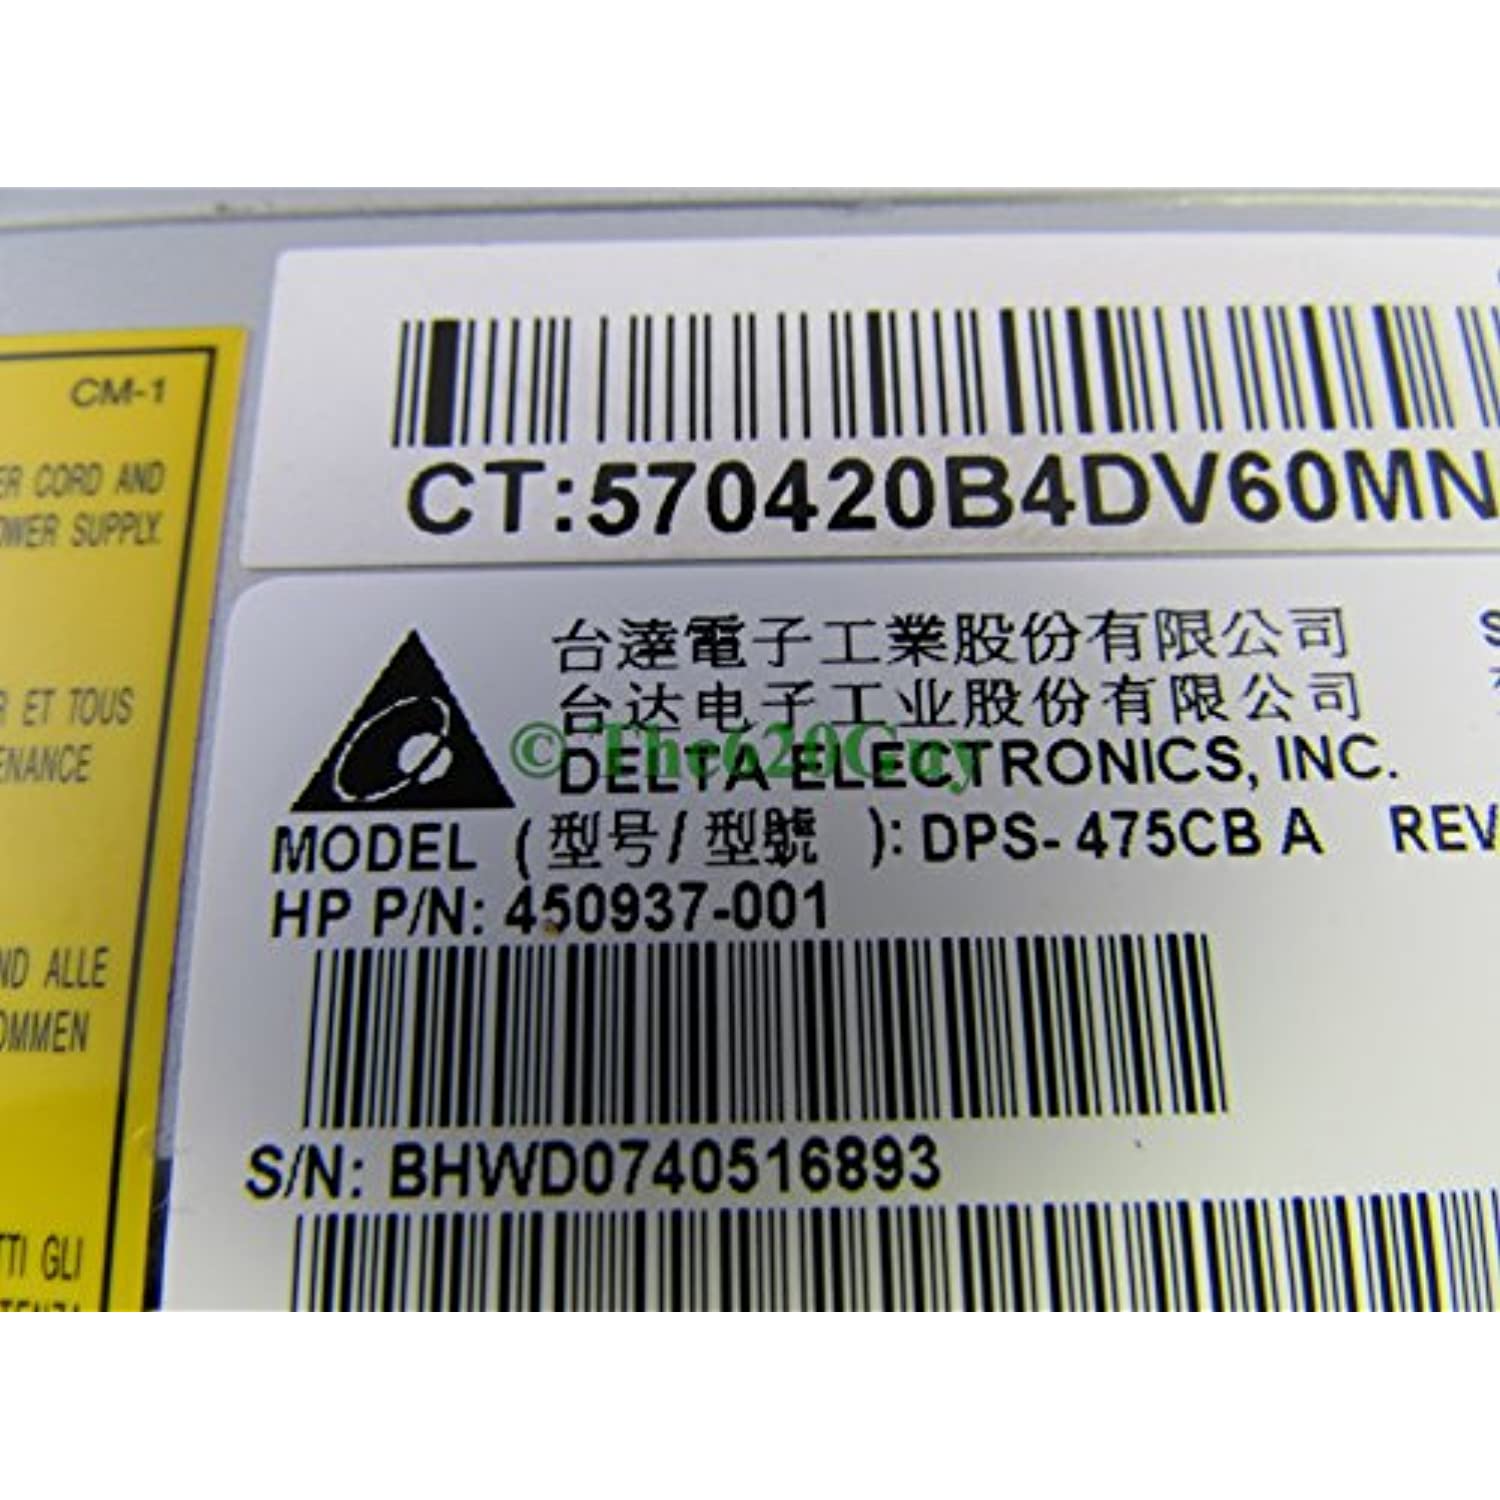 CM-1
ER CORD AND
OWER SUPPLY.
R ET TOUS
ENANCE
ND ALLE
OMMEN
TTI GLI
CT:570420B4DV60MN
台達電子工業股份有限公司
台达电子工业股份有限公司
DELTA ELECTRONICS, INC.
© The620Guy
MODEL (型号/型號 ): DPS-475CB A REV
HP P/N: 450937-001
S/N: BHWD0740516893